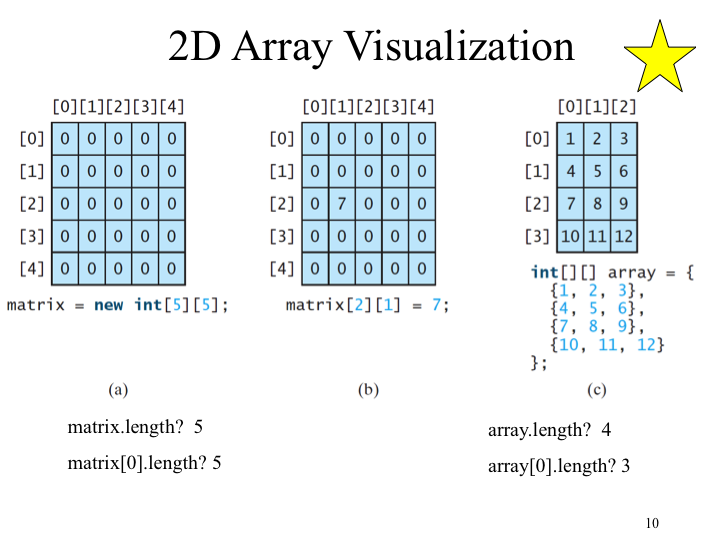 2D Array Visualization
[0][1][2][3][4]
[0] 0 0 0 0 0
[1] 0 0 0 0 0
[2] 0 0 0 0 0
[3] 0 0 0 0 0
[4] 0 0 0 0 0
matrix = new int[5][5];
(a)
matrix.length? 5
matrix[0].length? 5
[0][1][2][3][4]
[0] 0 0 0 0 0
[1] 0 0 0 0 0
[2] 0 7 0 0 0
[3] 0 0 0 0 0
[4] 0 0 0 0 0
matrix[2][1] = 7;
(b)
[0][1][2]
[0] 1 2 3
[1] 4 5 6
[2] 7 8 9
[3] 10 11 12
int[][] array = {
{1, 2, 3},
{4, 5, 6},
{7, 8, 9},
{10, 11, 12}
};
(c)
array.length? 4
array[0].length? 3
10